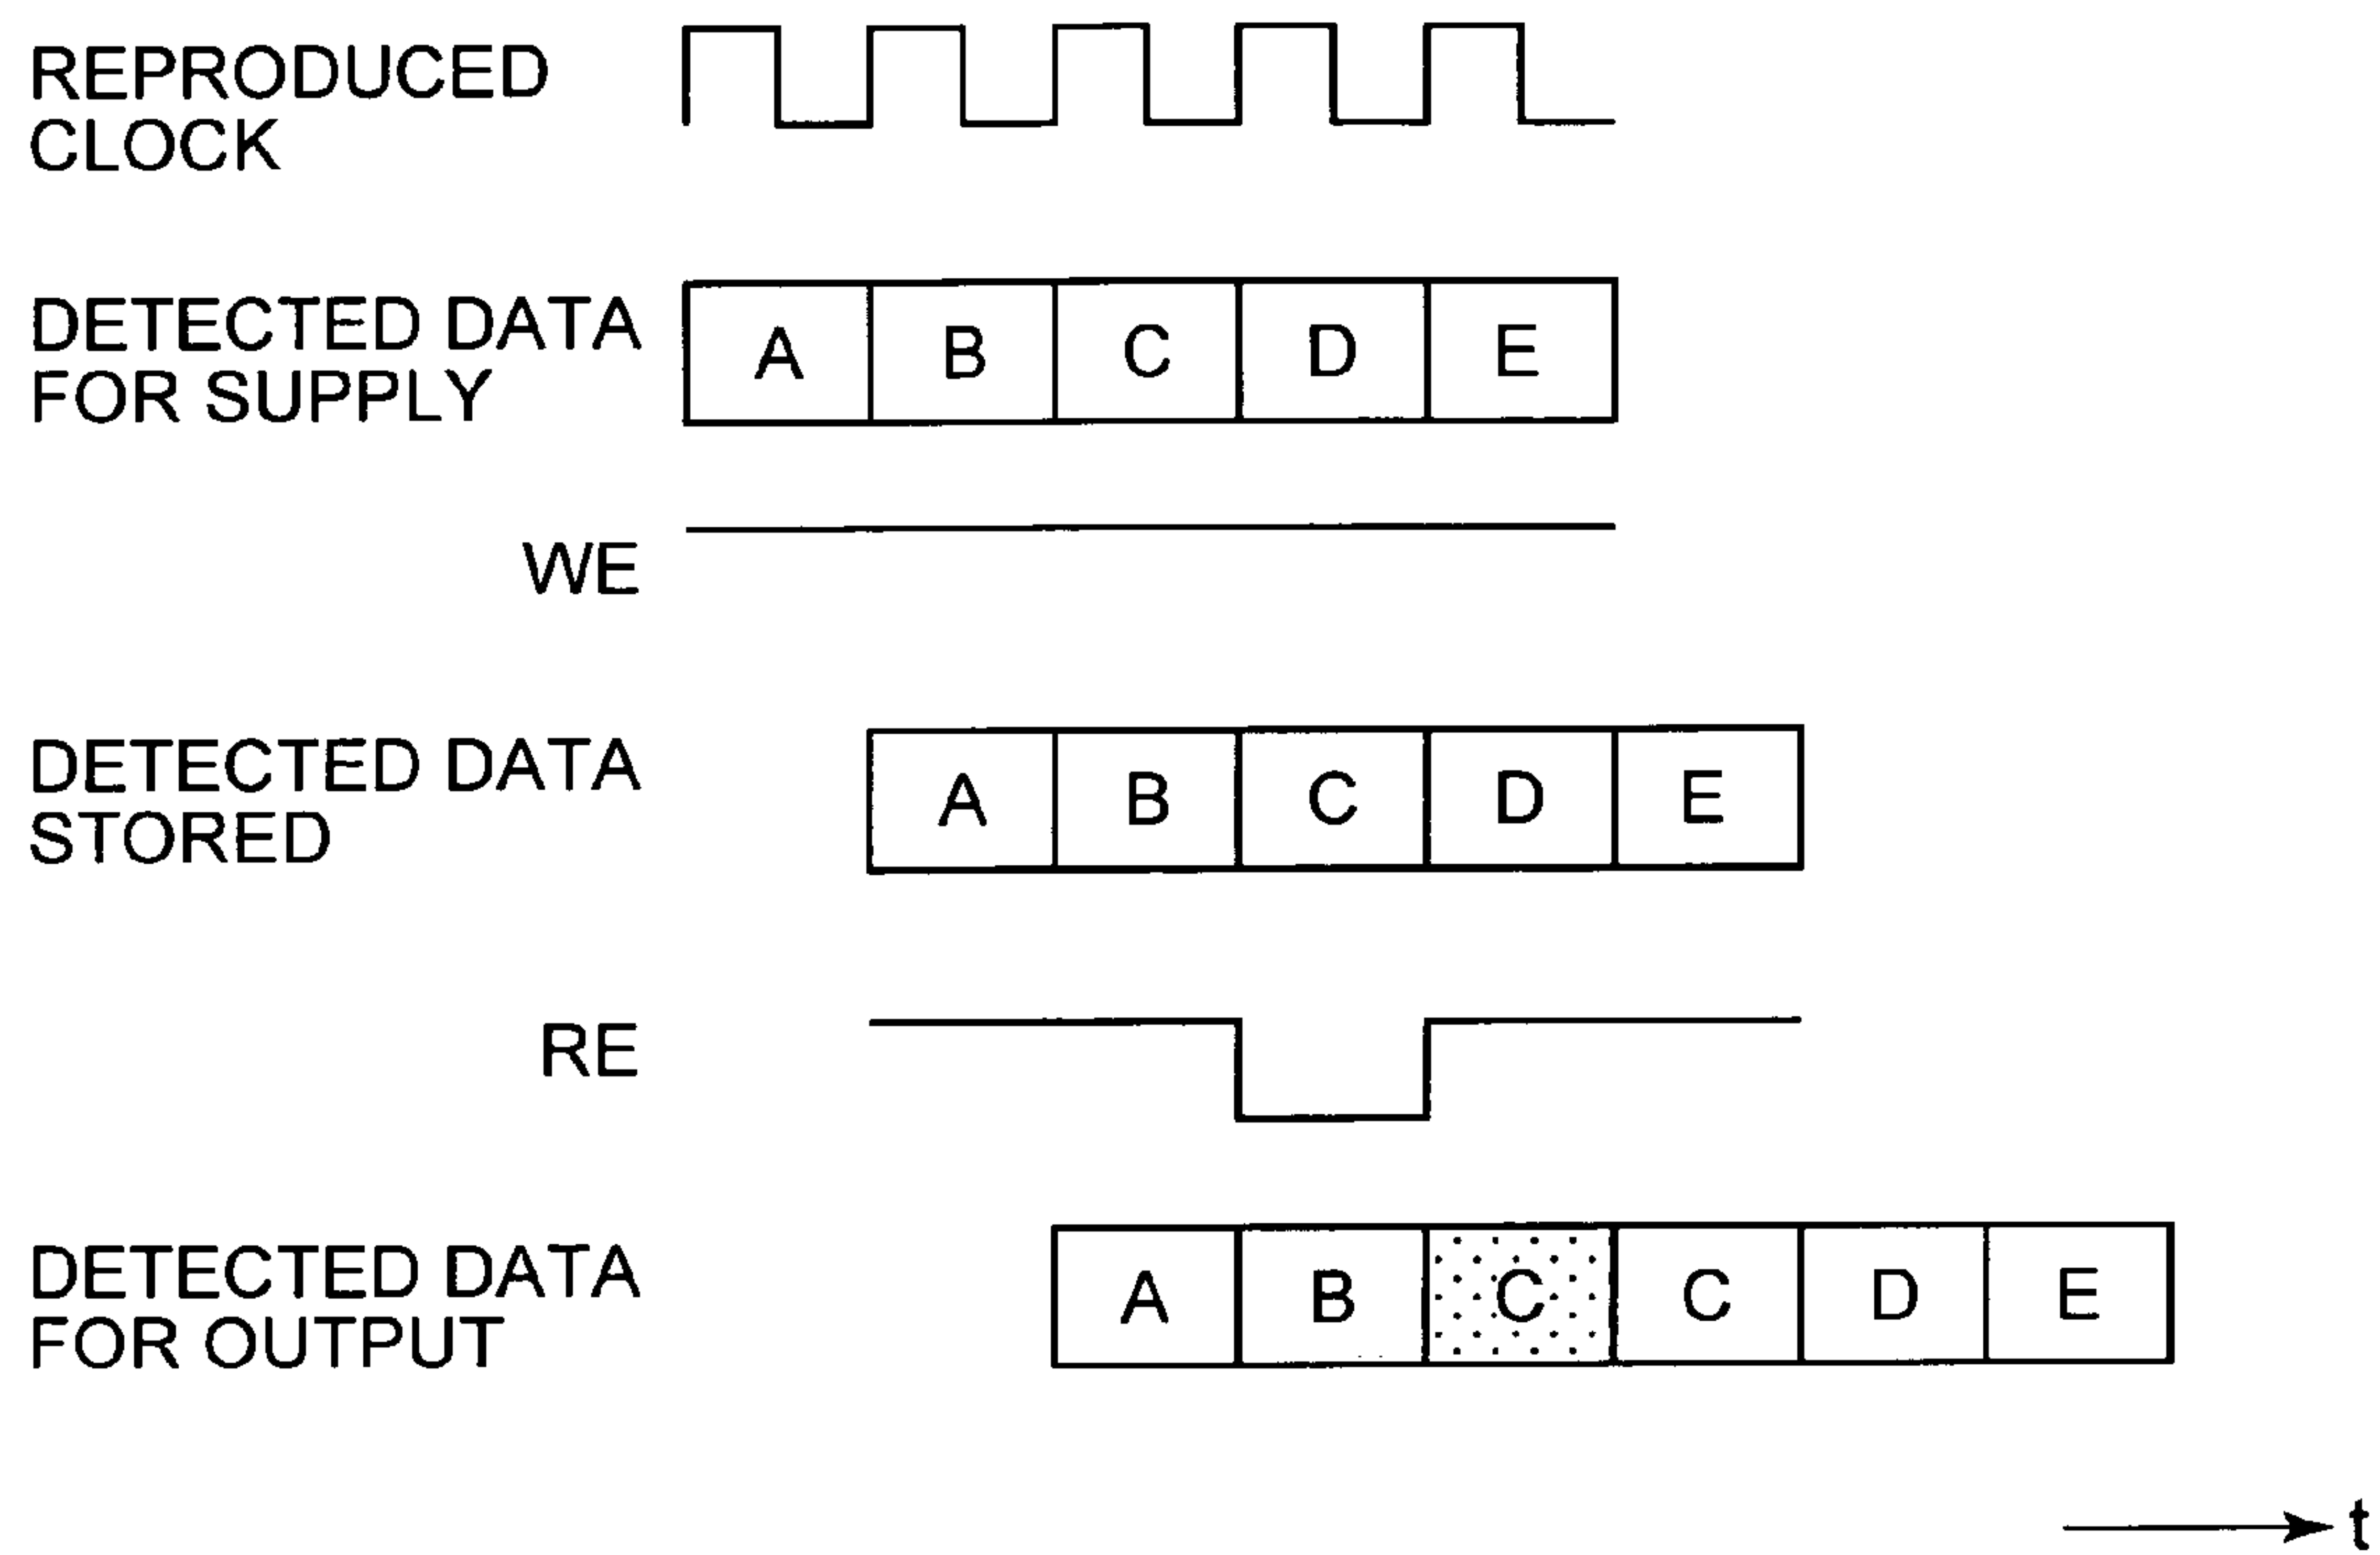 REPRODUCED
CLOCK
DETECTED DATA
FOR SUPPLY
A B C D E
WE
DETECTED DATA
STORED
A B C D E
RE
DETECTED DATA
FOR OUTPUT
A B C C D E
t